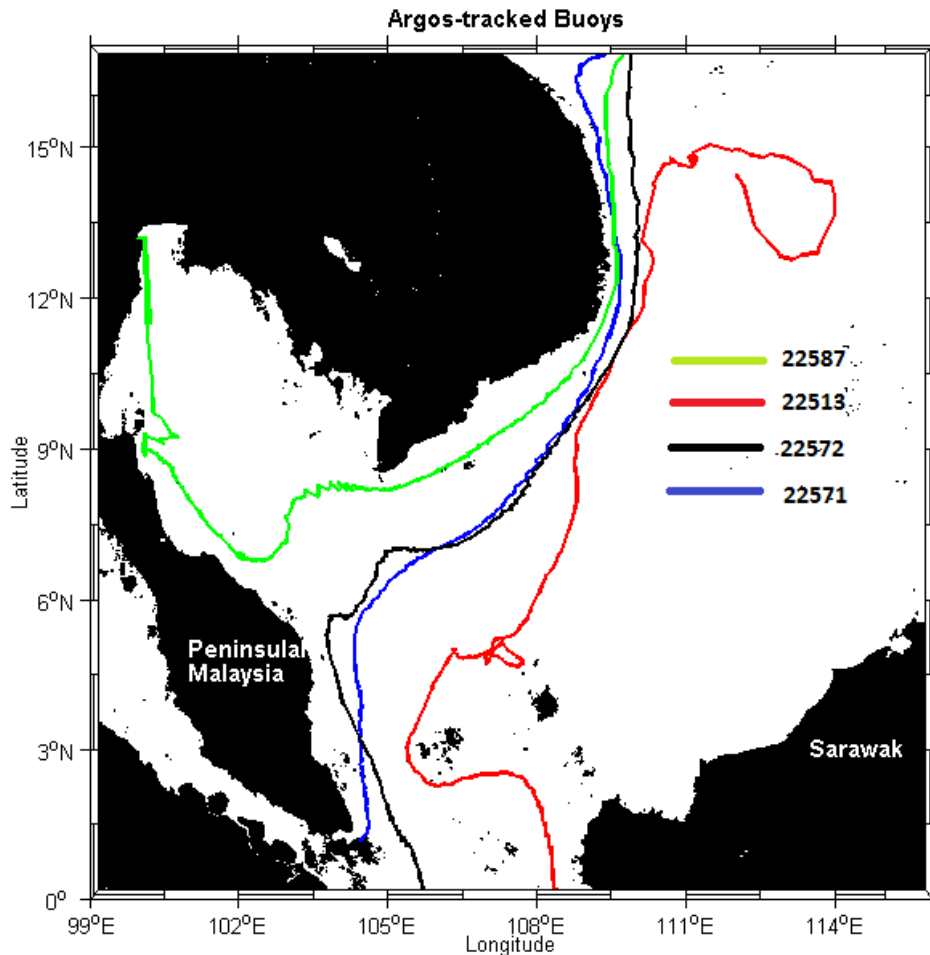 Argos-tracked Buoys
15°N
12°N
9°N
6°N
3°N
0°
Latitude
22587
22513
22572
22571
Peninsular
Malaysia
Sarawak
99°E
102°E
105°E
108°E
111°E
114°E
Longitude